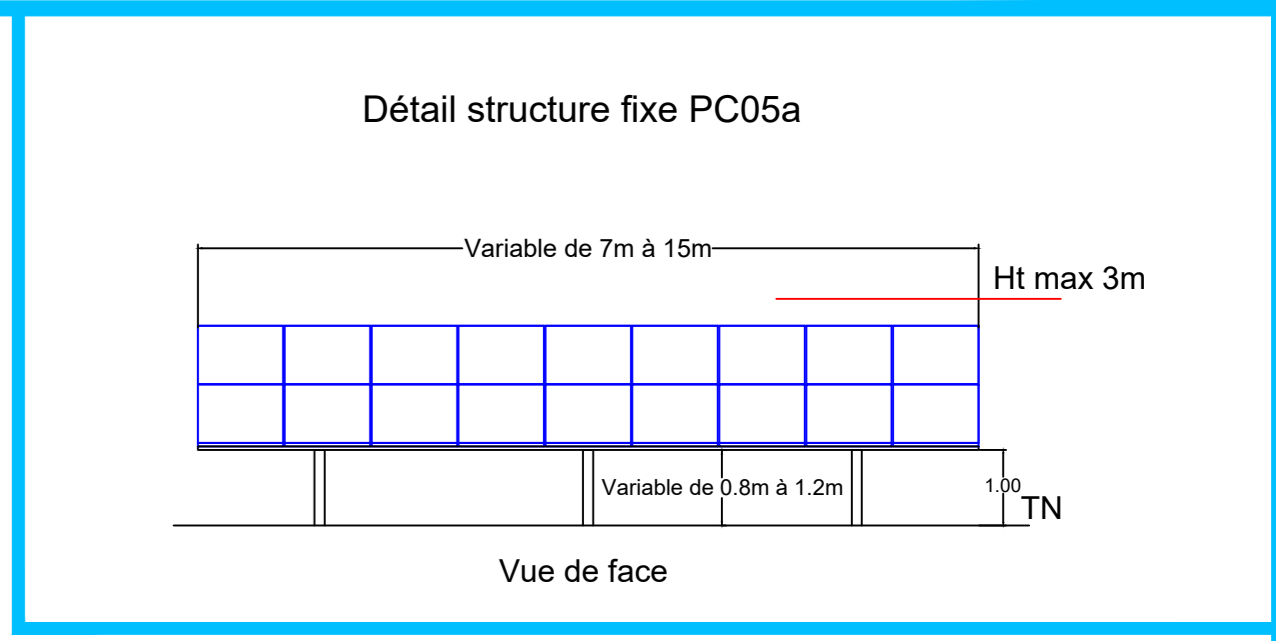 Détail structure fixe PC05a
Variable de 7m à 15m
Ht max 3m
Variable de 0.8m à 1.2m
1.00
TN
Vue de face